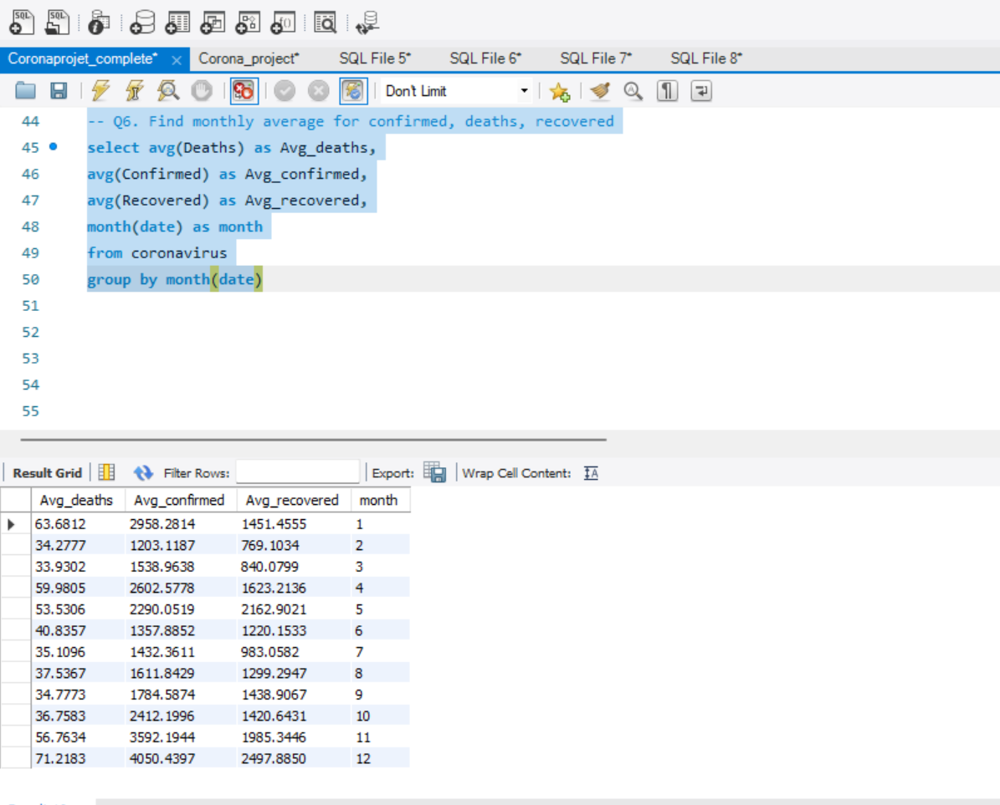 SQL SQL
Coronaprojet_complete* × Corona_project* SQL File 5* SQL File 6* SQL File 7* SQL File 8*
Don't Limit
44 -- Q6. Find monthly average for confirmed, deaths, recovered
45 select avg(Deaths) as Avg_deaths,
46 avg(Confirmed) as Avg_confirmed,
47 avg(Recovered) as Avg_recovered,
48 month(date) as month
49 from coronavirus
50 group by month(date)
51
52
53
54
55
Result Grid Filter Rows: Export: Wrap Cell Content: IA
Avg_deaths Avg_confirmed Avg_recovered month
63.6812 2958.2814 1451.4555 1
34.2777 1203.1187 769.1034 2
33.9302 1538.9638 840.0799 3
59.9805 2602.5778 1623.2136 4
53.5306 2290.0519 2162.9021 5
40.8357 1357.8852 1220.1533 6
35.1096 1432.3611 983.0582 7
37.5367 1611.8429 1299.2947 8
34.7773 1784.5874 1438.9067 9
36.7583 2412.1996 1420.6431 10
56.7634 3592.1944 1985.3446 11
71.2183 4050.4397 2497.8850 12